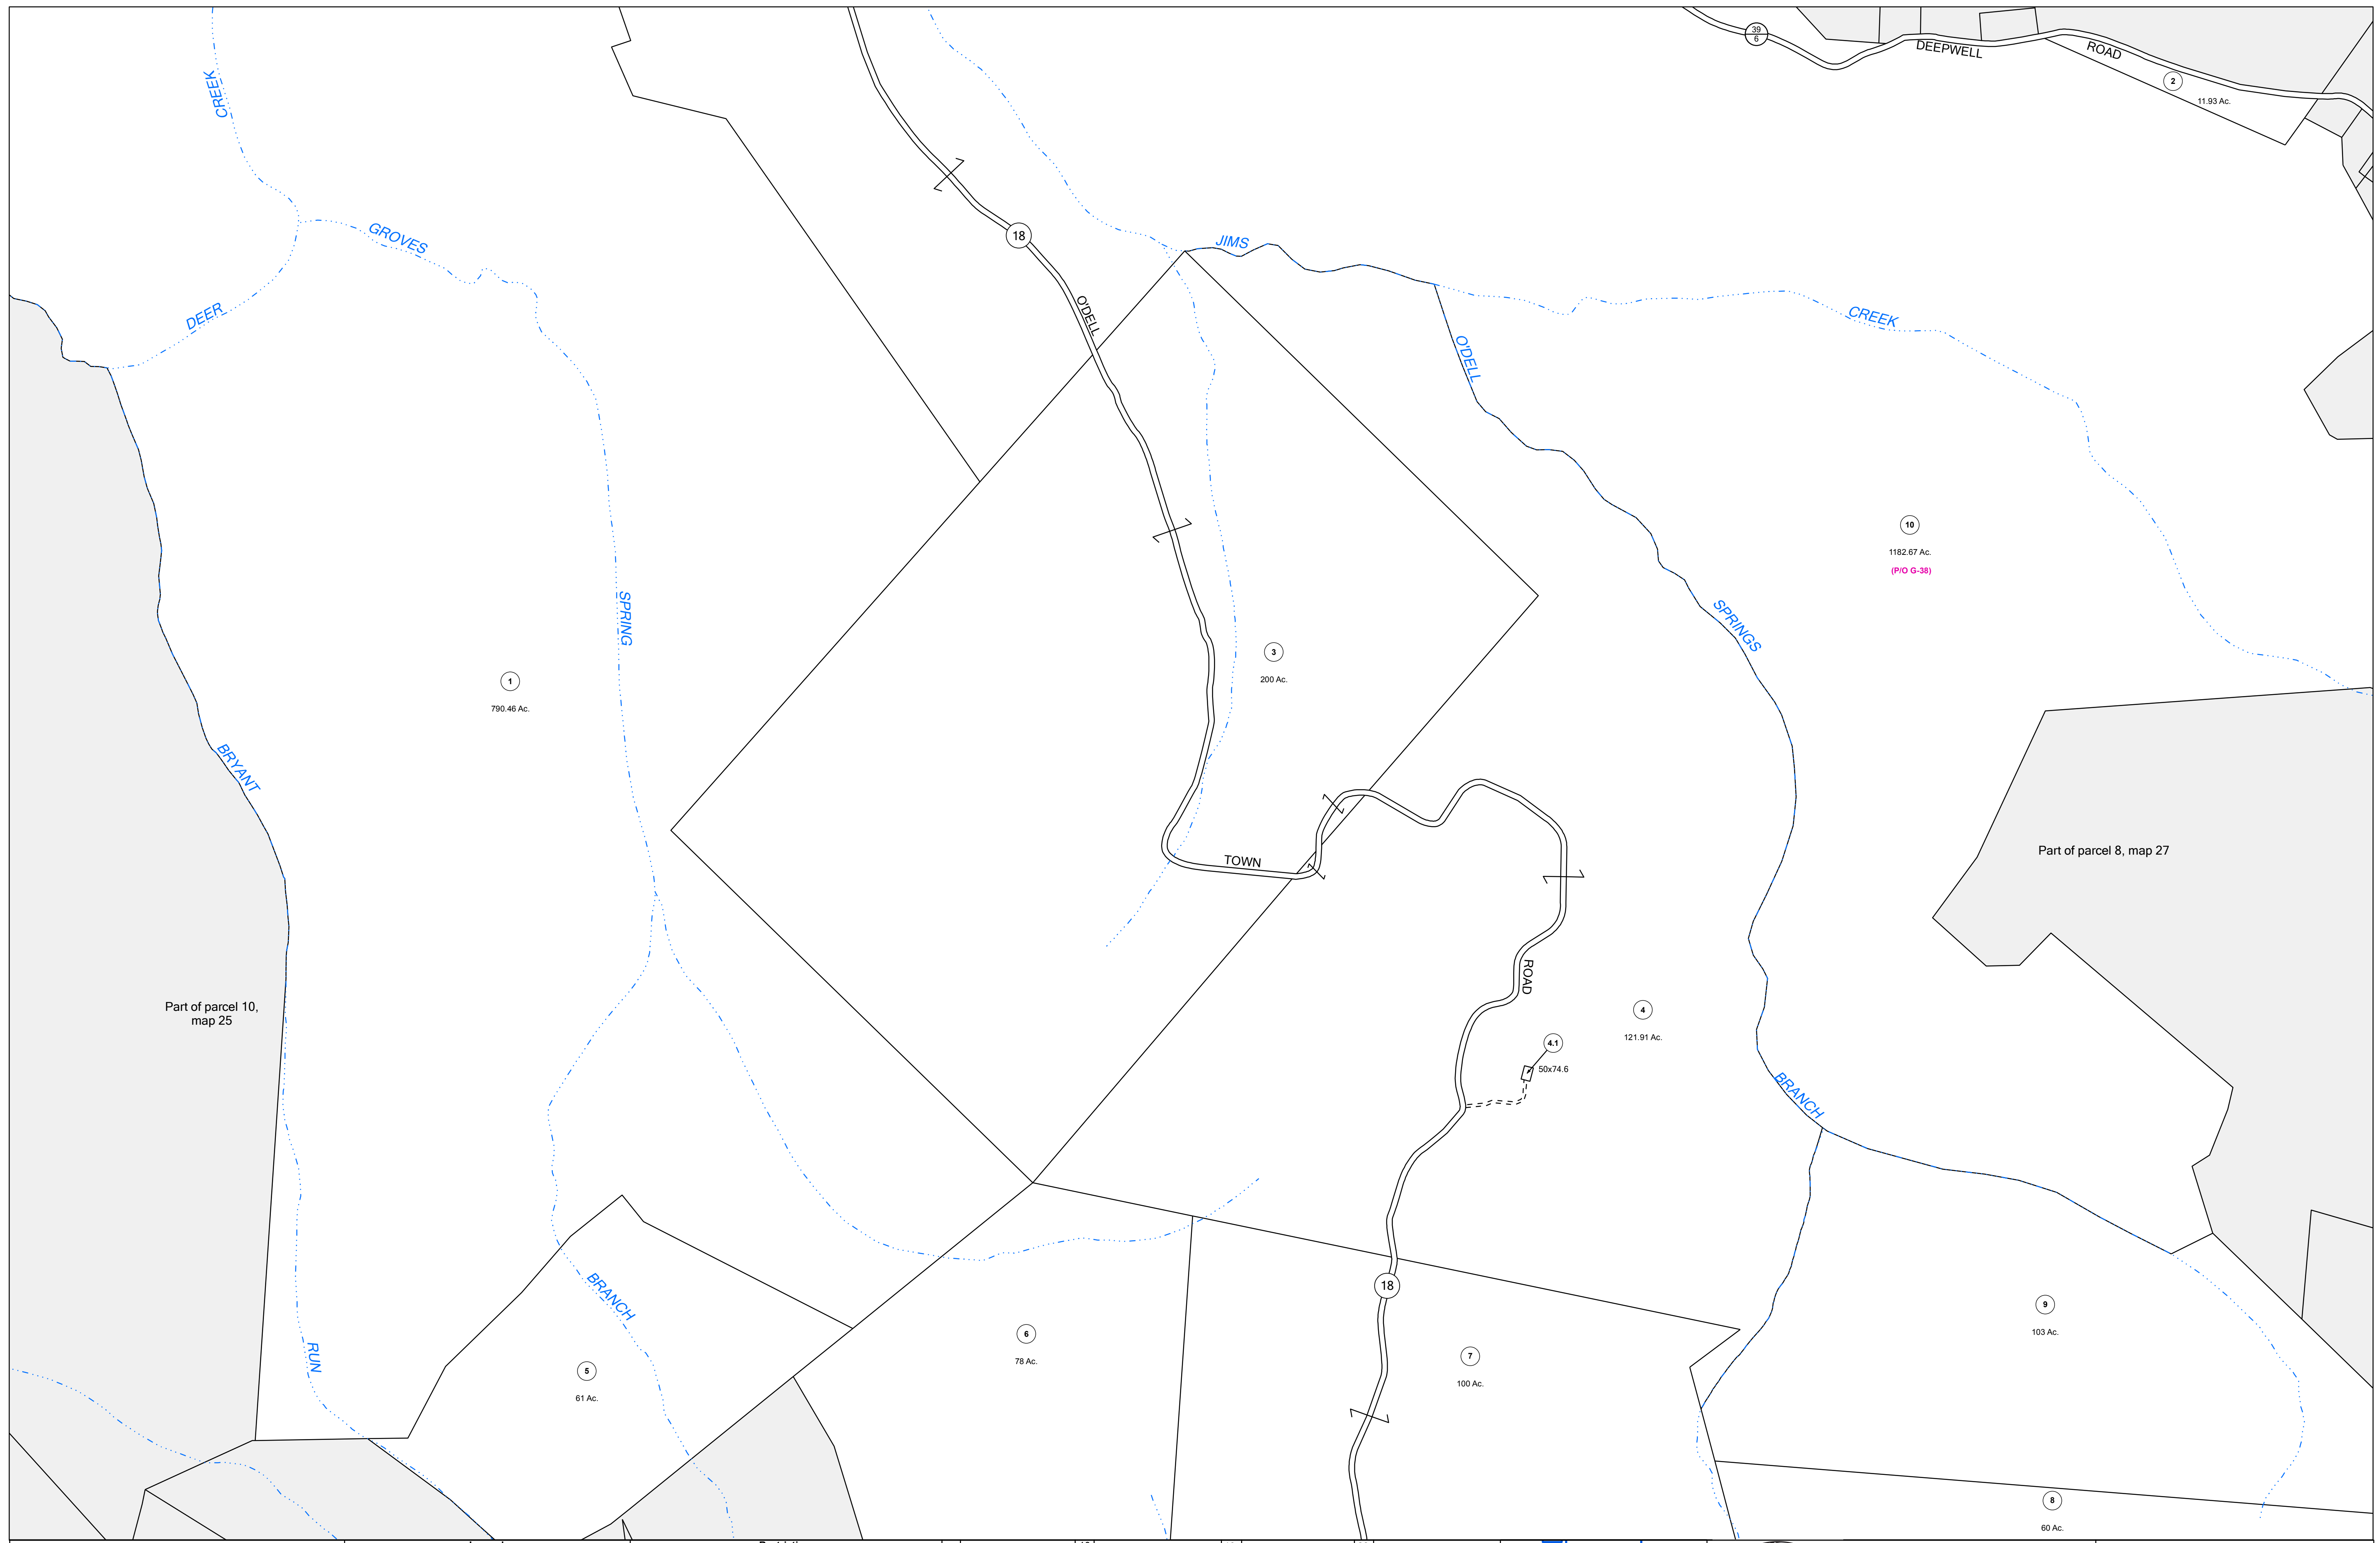 39
6
DEEPWELL
ROAD
2
11.93 Ac.
CREEK
GROVES
DEER
18
O'DELL
JIMS
CREEK
O'DELL
10
1182.67 Ac.
(P/O G-38)
SPRING
SPRINGS
3
200 Ac.
1
790.46 Ac.
BRYANT
TOWN
Part of parcel 8, map 27
ROAD
Part of parcel 10,
map 25
4
121.91 Ac.
4.1
50x74.6
BRANCH
18
BRANCH
9
103 Ac.
RUN
6
78 Ac.
7
100 Ac.
5
61 Ac.
8
60 Ac.